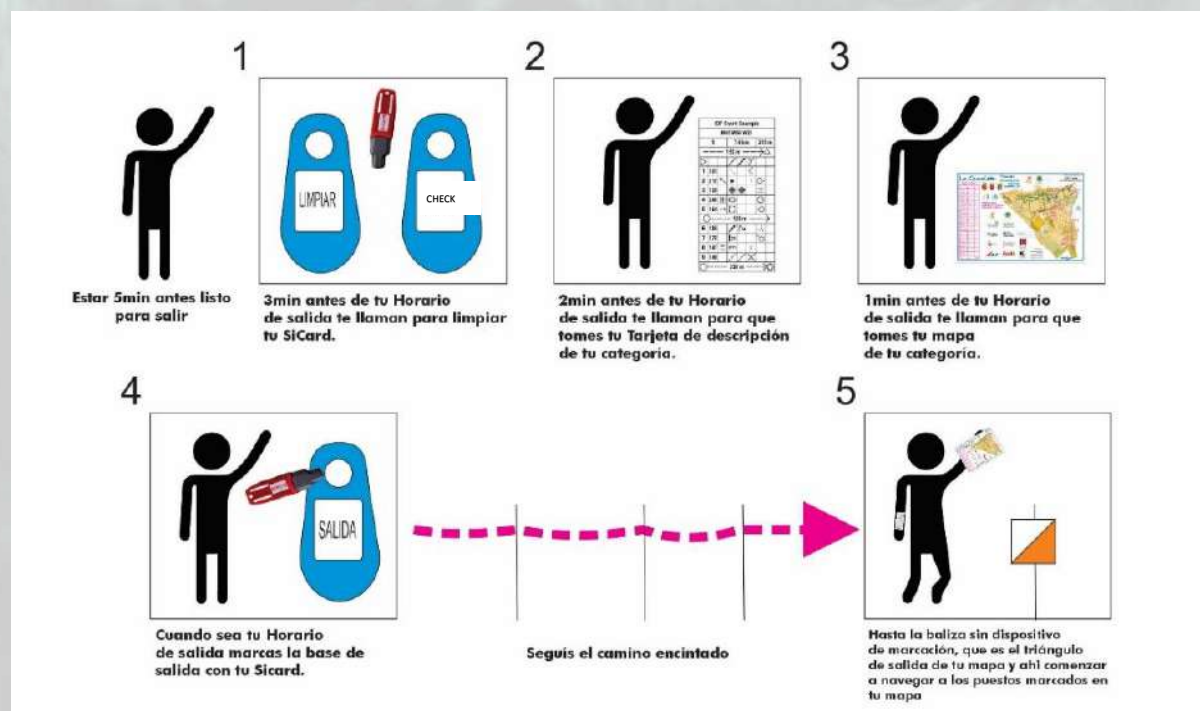 1
2
3
LIMPIAR
CHECK
Estar 5min antes listo
para salir
3min antes de tu Horario
de salida te llaman para limpiar
tu SiCard.
2min antes de tu Horario
de salida te llaman para que
tomes tu Tarjeta de descripción
de tu categoría.
1min antes de tu Horario
de salida te llaman para que
tomes tu mapa
de tu categoría.
4
5
SALIDA
Cuando sea tu Horario
de salida marcas la base de
salida con tu Sicard.
Seguís el camino encintado
Hasta la baliza sin dispositivo
de marcación, que es el triángulo
de salida de tu mapa y ahí comenzar
a navegar a los puestos marcados en
tu mapa